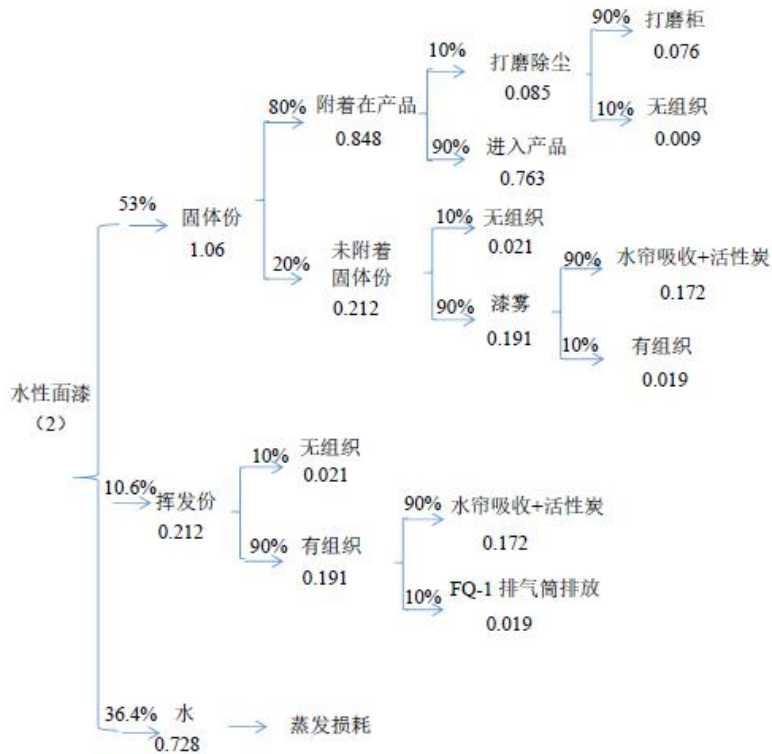 90%
打磨柜
0.076
10%
打磨除尘
0.085
10%
无组织
0.009
80%
附着在产品
0.848
90%
进入产品
0.763
53%
固体份
1.06
20%
未附着
固体份
0.212
10%
无组织
0.021
90%
漆雾
0.191
90%
水帘吸收+活性炭
0.172
10%
有组织
0.019
水性面漆
（2）
10.6%
挥发份
0.212
10%
无组织
0.021
90%
有组织
0.191
90%
水帘吸收+活性炭
0.172
10%
FQ-1 排气筒排放
0.019
36.4%
水
0.728
蒸发损耗